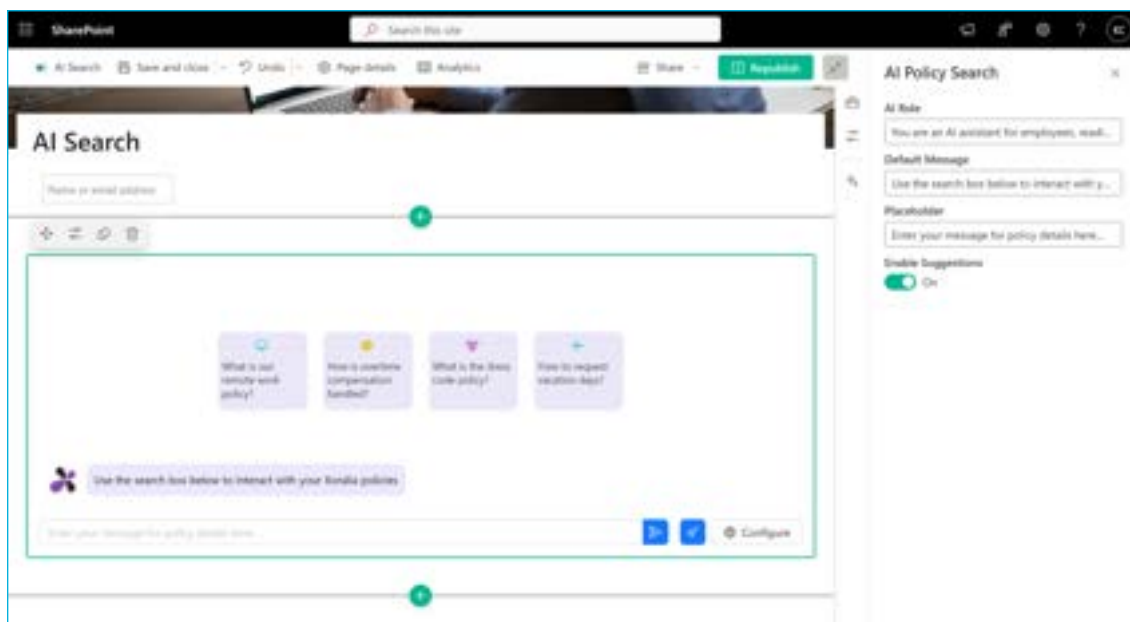 SharePoint
Search this site
AI Search
Save and close
Undo
Page details
Analytics
Share
Republish
AI Search
Name or email address
What is our
remote work
policy?
How is overtime
compensation
handled?
What is the dress
code policy?
How to request
vacation days?
Use the search box below to interact with your Xondia policies
Enter your message for policy details here...
Configure
AI Policy Search
AI Role
You are an AI assistant for employees, readi...
Default Message
Use the search box below to interact with y...
Placeholder
Enter your message for policy details here...
Enable Suggestions
On